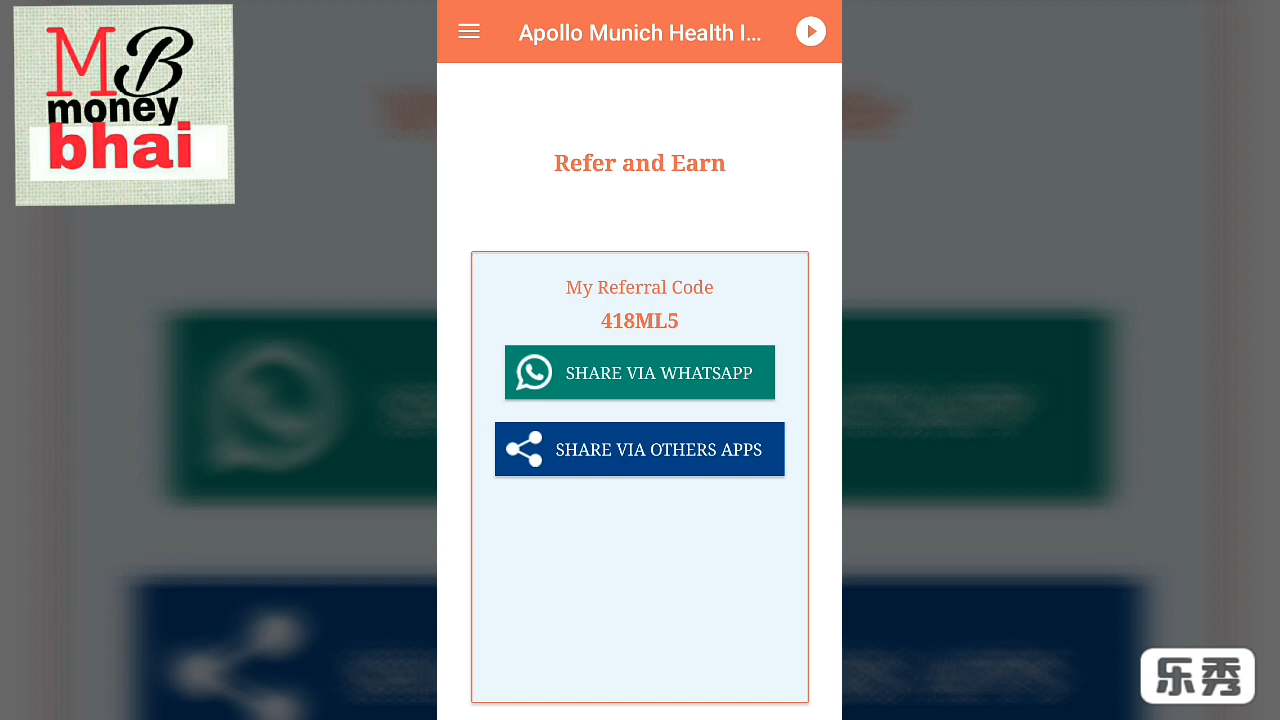 MB
money
bhai
Apollo Munich Health I...
Refer and Earn
My Referral Code
418ML5
SHARE VIA WHATSAPP
SHARE VIA OTHERS APPS
乐秀